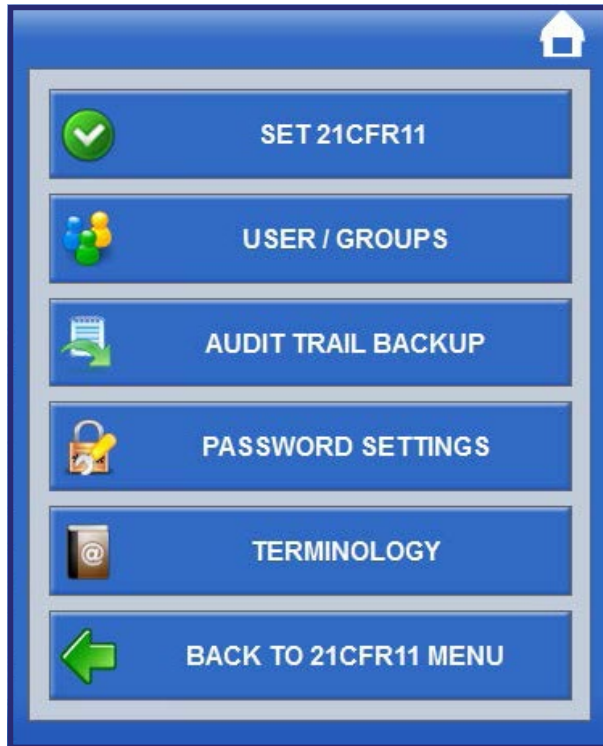 SET 21CFR11
USER / GROUPS
AUDIT TRAIL BACKUP
PASSWORD SETTINGS
@
TERMINOLOGY
BACK TO 21CFR11 MENU